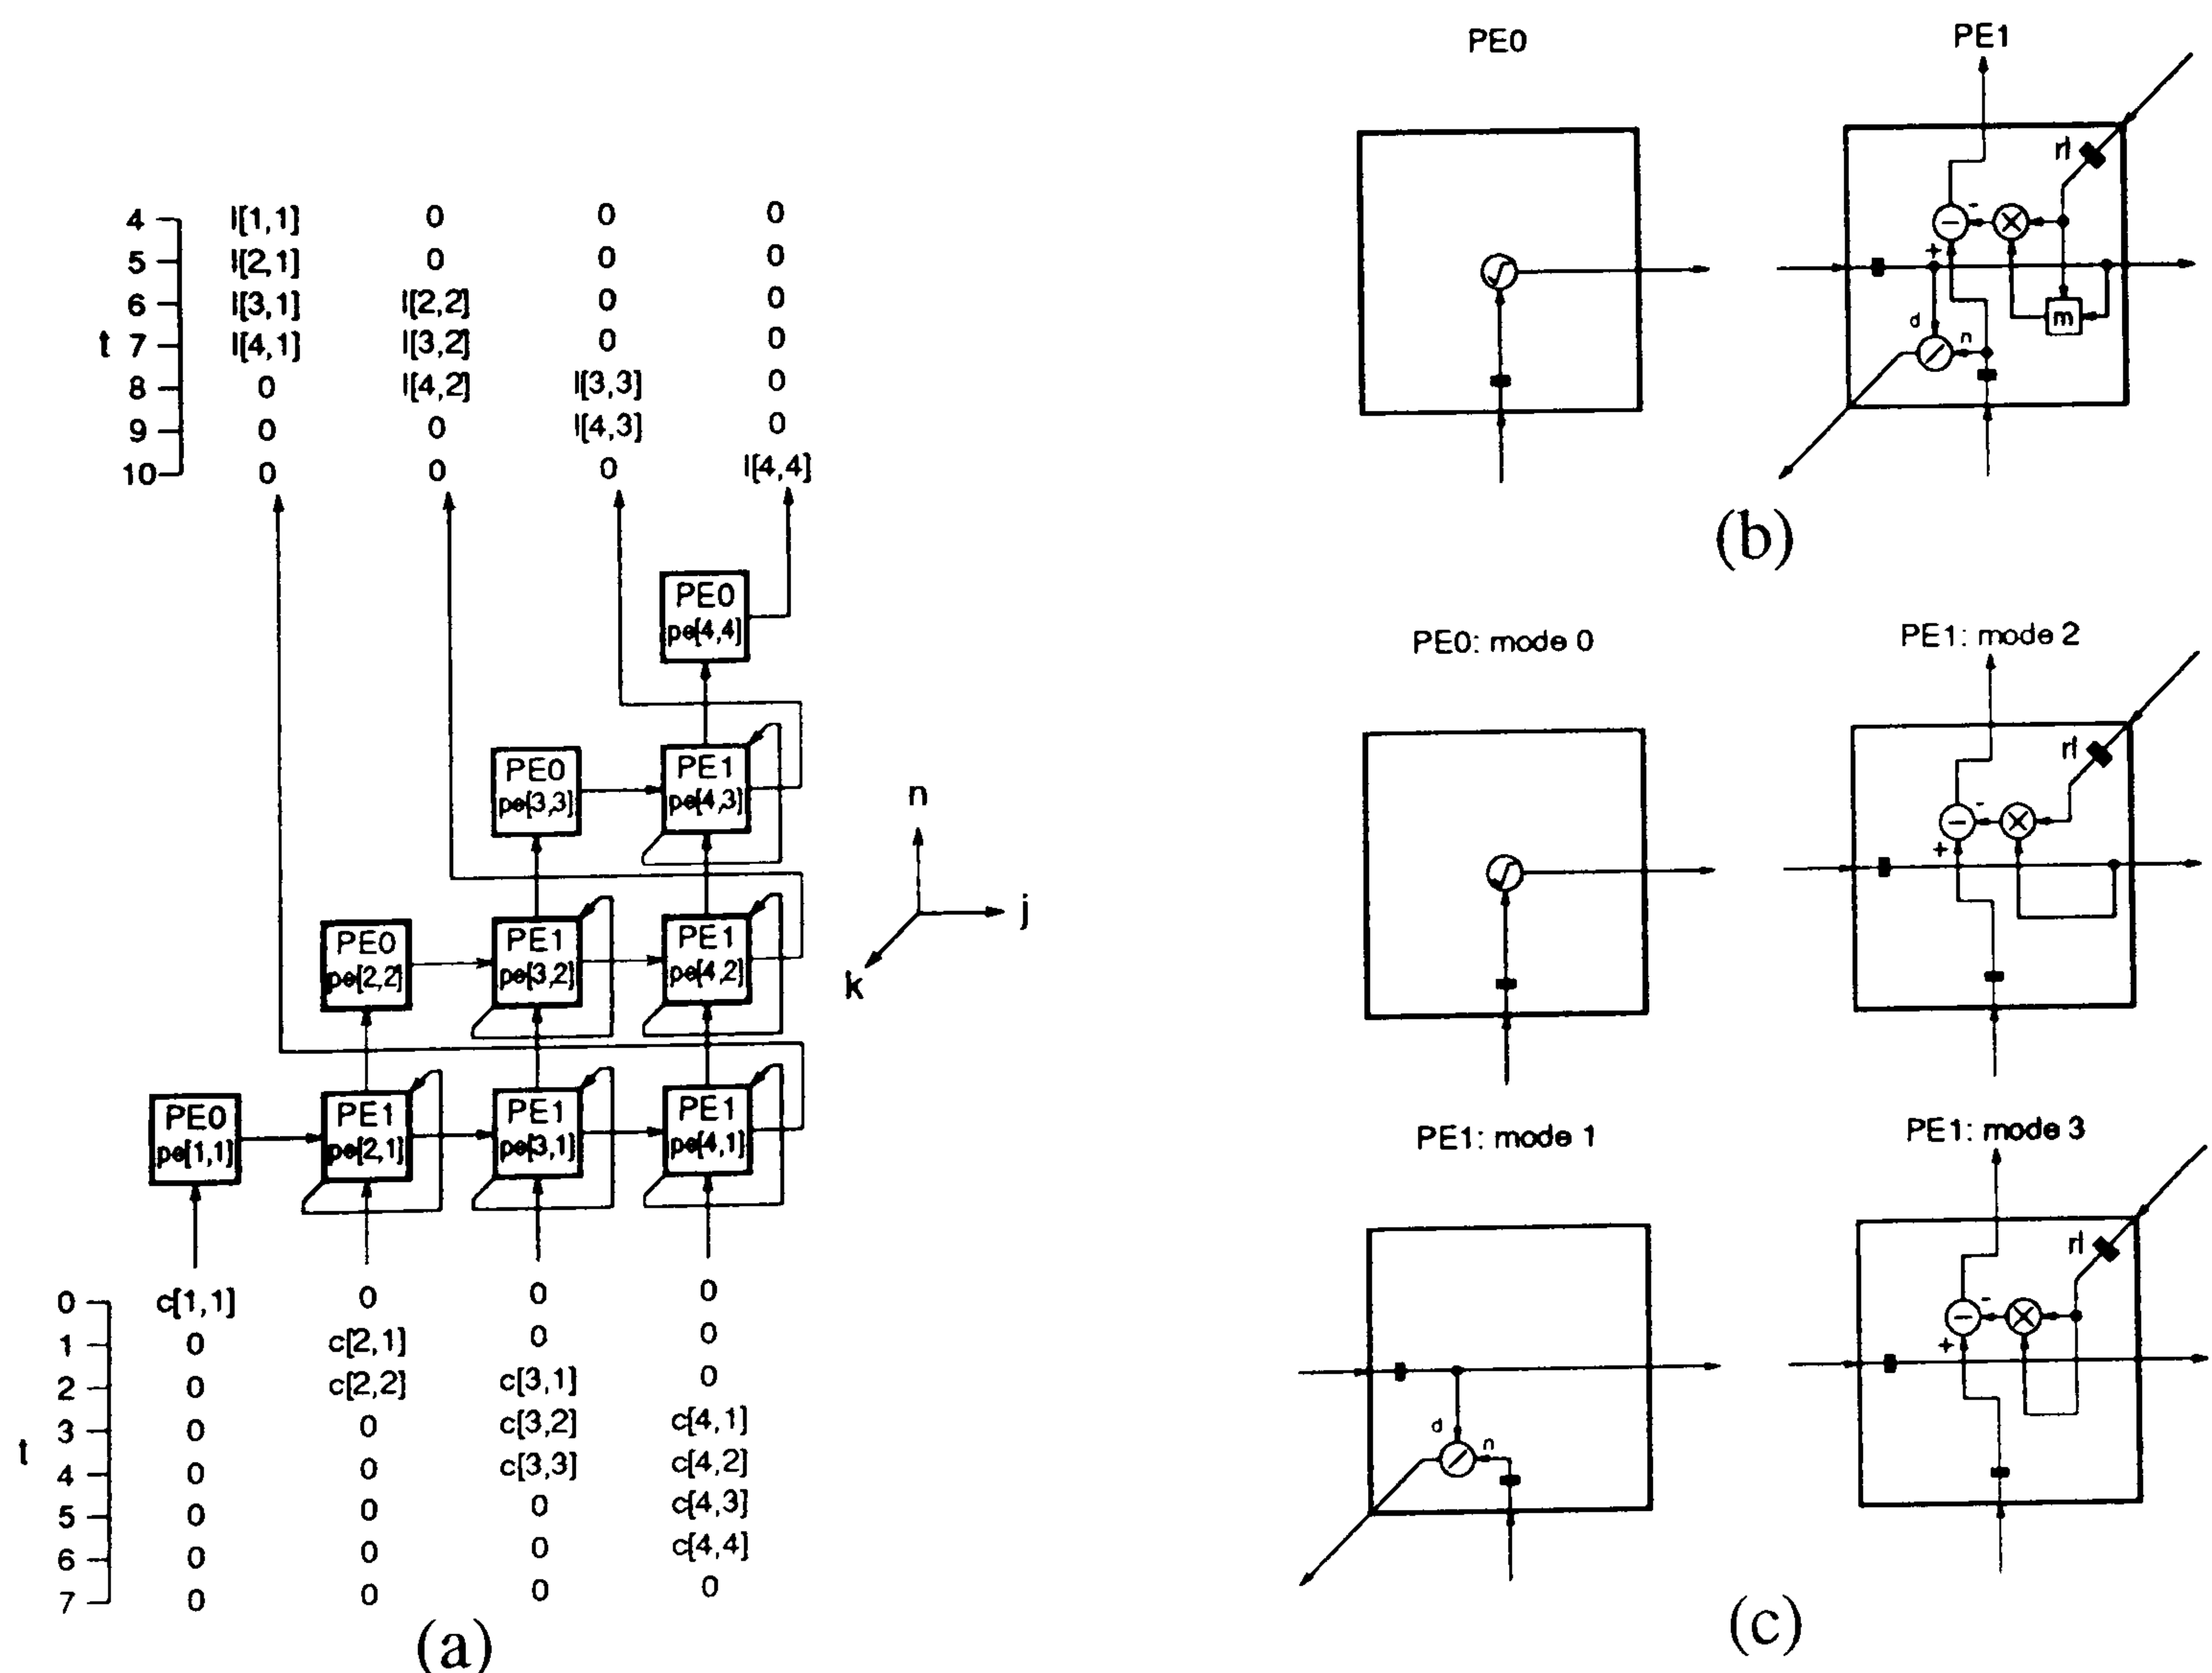 4 l[1,1] 0 0 0
5 l[2,1] 0 0 0
6 l[3,1] l[2,2] 0 0
t 7 l[4,1] l[3,2] 0 0
8 0 l[4,2] l[3,3] 0
9 0 0 l[4,3] 0
10 0 0 0 l[4,4]
PE0
pe[4,4]
PE0
pe[3,3]
PE1
pe[4,3]
PE0
pe[2,2]
PE1
pe[3,2]
PE1
pe[4,2]
PE0
pe[1,1]
PE1
pe[2,1]
PE1
pe[3,1]
PE1
pe[4,1]
n
j
k
0 c[1,1] 0 0 0
1 0 c[2,1] 0 0
2 0 c[2,2] c[3,1] 0
3 0 0 c[3,2] c[4,1]
t
4 0 0 c[3,3] c[4,2]
5 0 0 0 c[4,3]
6 0 0 0 c[4,4]
7 0 0 0 0
(a)
PE0
PE1
rl
-
− ×
+
d
n
m
(b)
PE0: mode 0
PE1: mode 2
rl
-
− ×
+
PE1: mode 1
d
n
PE1: mode 3
rl
-
− ×
+
(c)